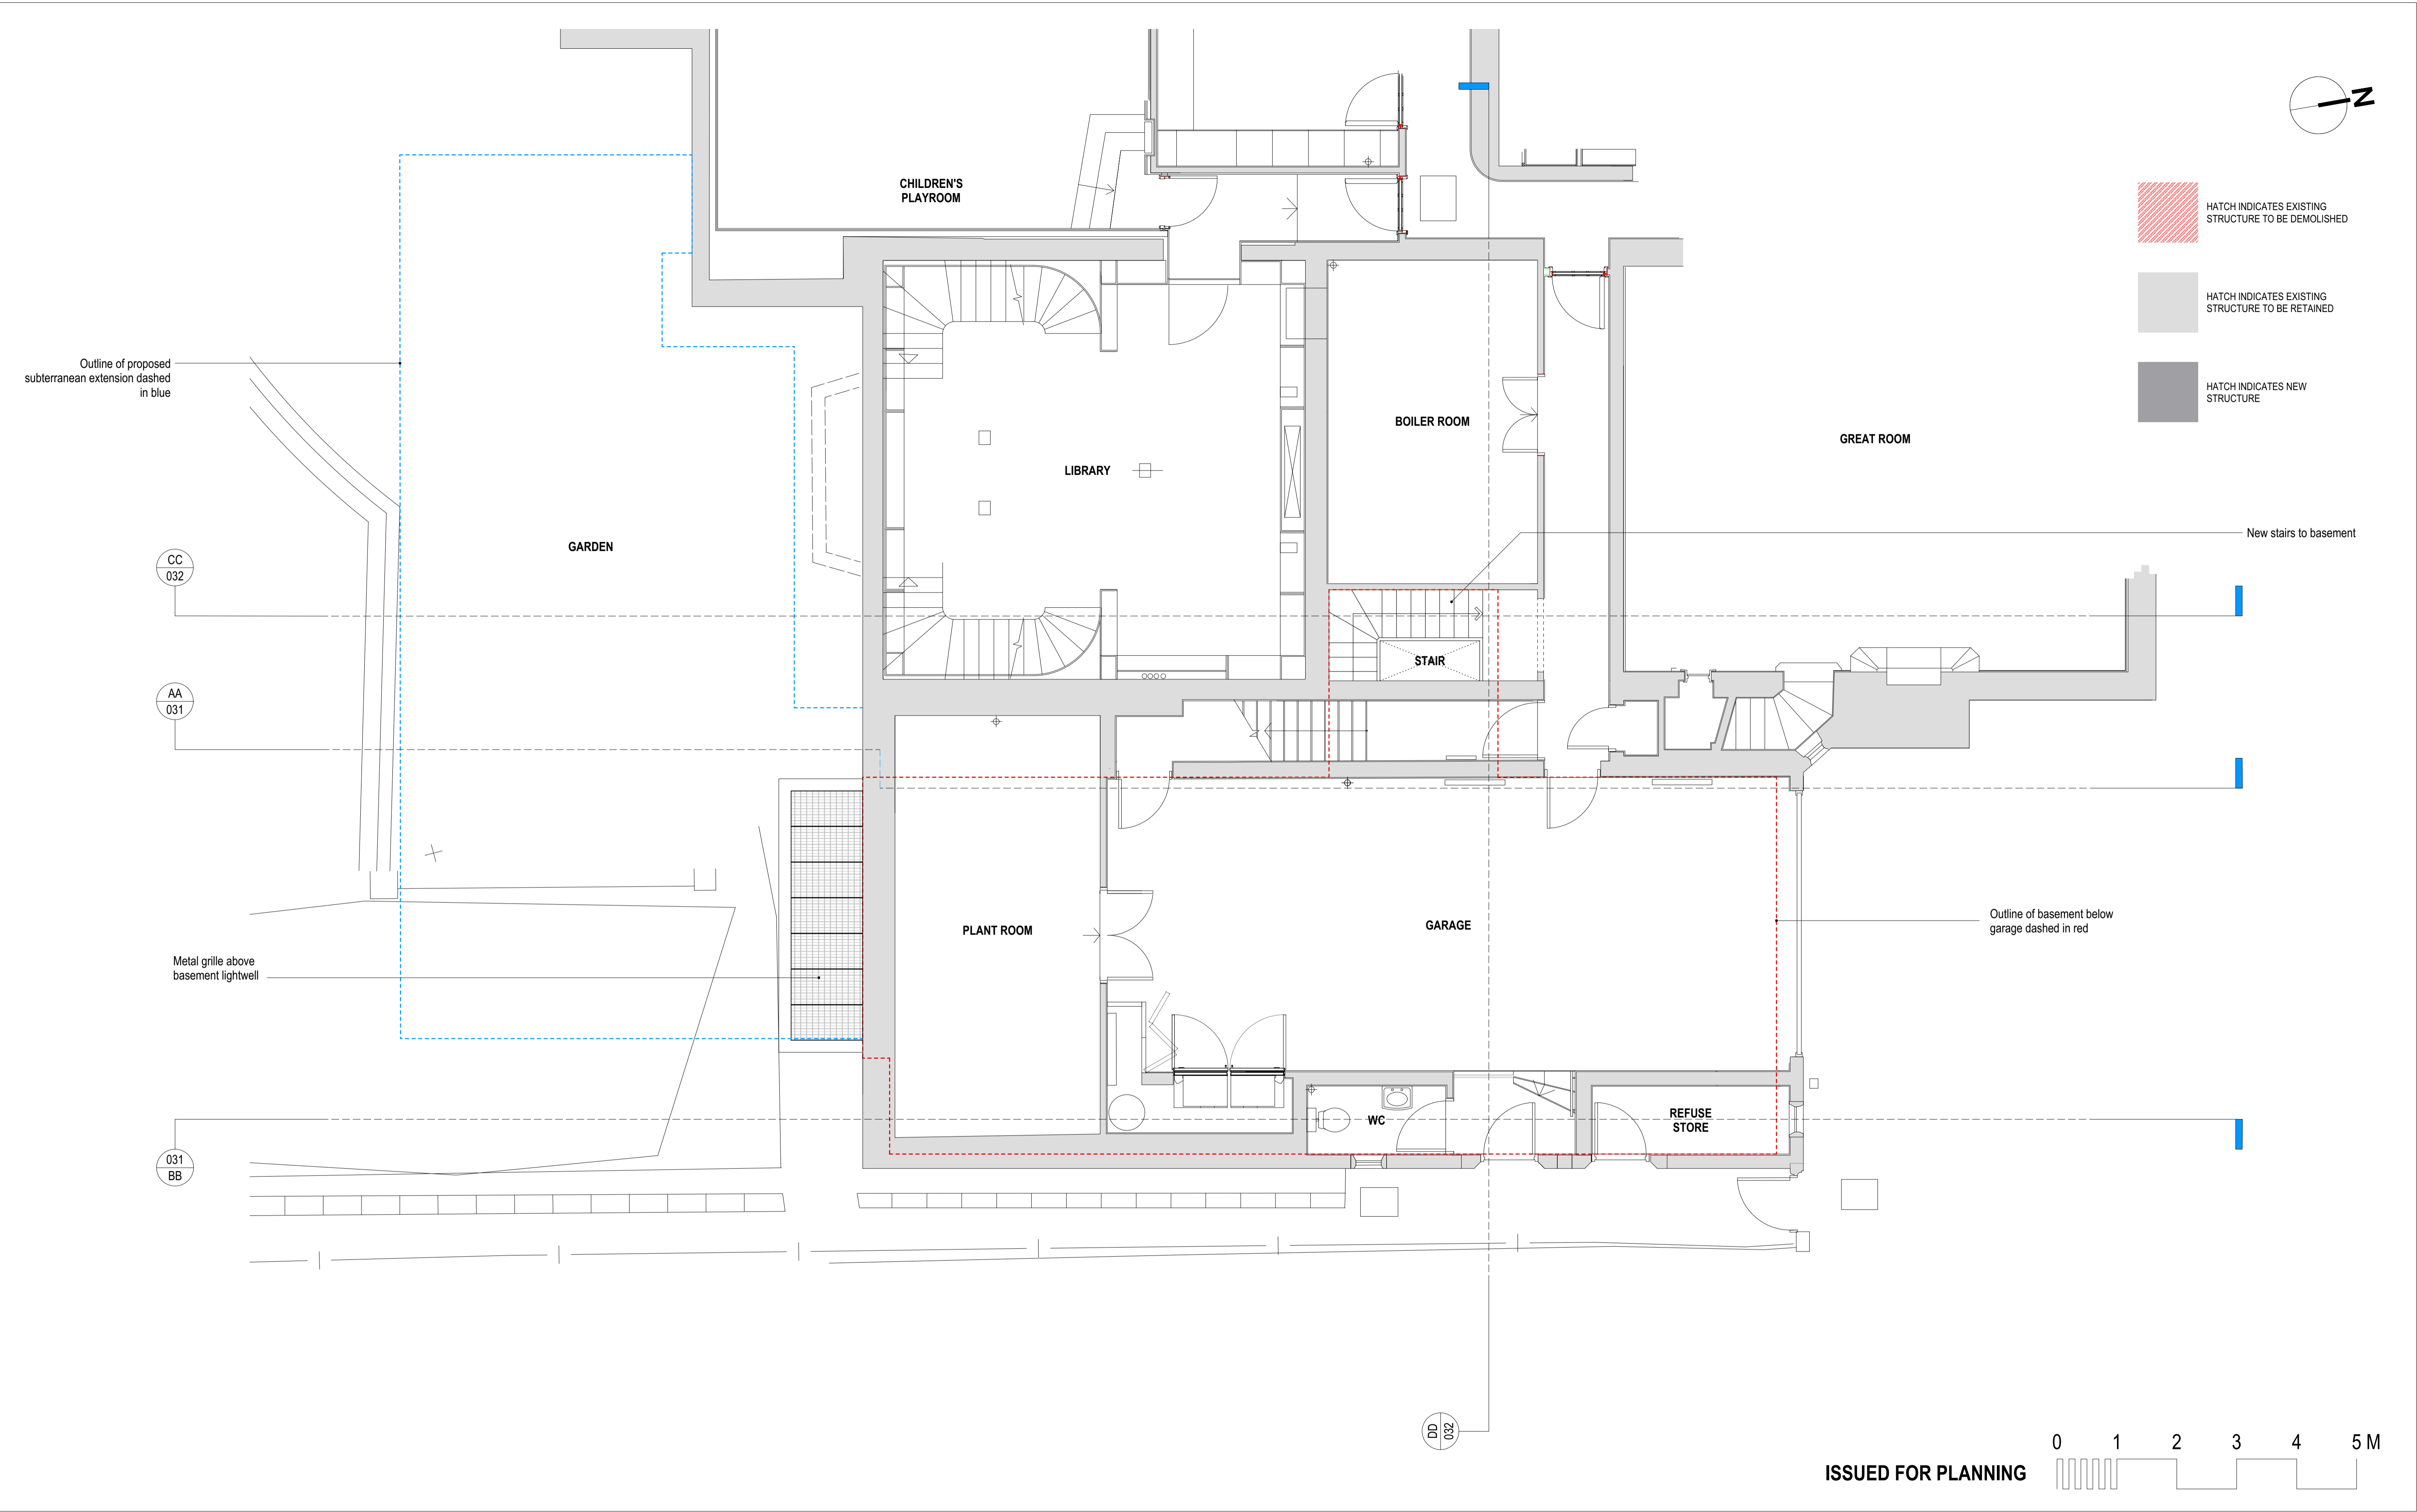 N
CHILDREN'S
PLAYROOM
HATCH INDICATES EXISTING
STRUCTURE TO BE DEMOLISHED
HATCH INDICATES EXISTING
STRUCTURE TO BE RETAINED
HATCH INDICATES NEW
STRUCTURE
Outline of proposed
subterranean extension dashed
in blue
BOILER ROOM
GREAT ROOM
LIBRARY
GARDEN
New stairs to basement
CC
032
STAIR
AA
031
PLANT ROOM
GARAGE
Outline of basement below
garage dashed in red
Metal grille above
basement lightwell
WC
REFUSE
STORE
031
BB
DD
032
ISSUED FOR PLANNING
0 1 2 3 4 5 M